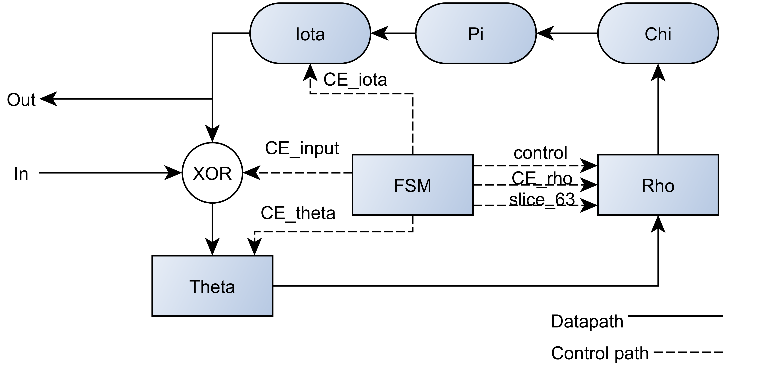 Iota
Pi
Chi
CE_iota
Out
CE_input
control
In
XOR
FSM
CE_rho
Rho
slice_63
CE_theta
Theta
Datapath
Control path